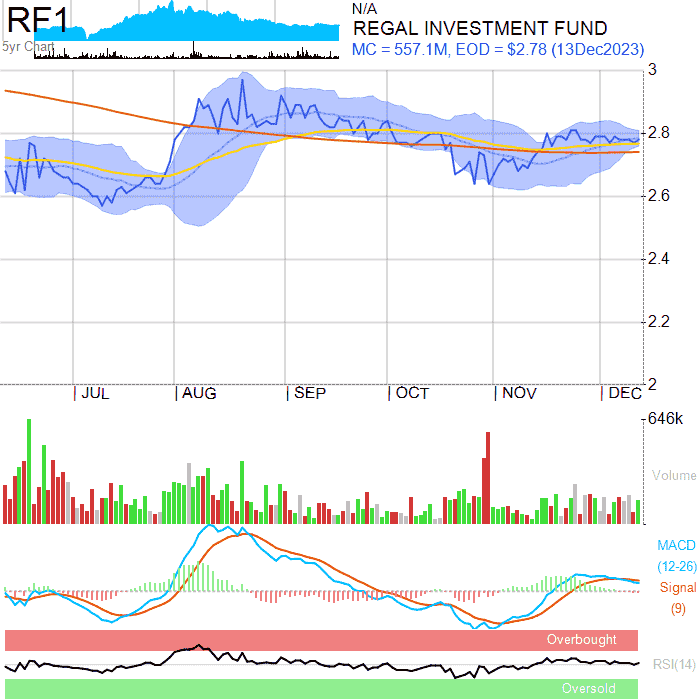 RF1
5yr Chart
N/A
REGAL INVESTMENT FUND
MC = 557.1M, EOD = $2.78 (13Dec2023)
3
2.8
2.6
2.4
2.2
2
JUL AUG SEP OCT NOV DEC
646k
Volume
MACD
(12-26)
Signal
(9)
Overbought
RSI(14)
Oversold